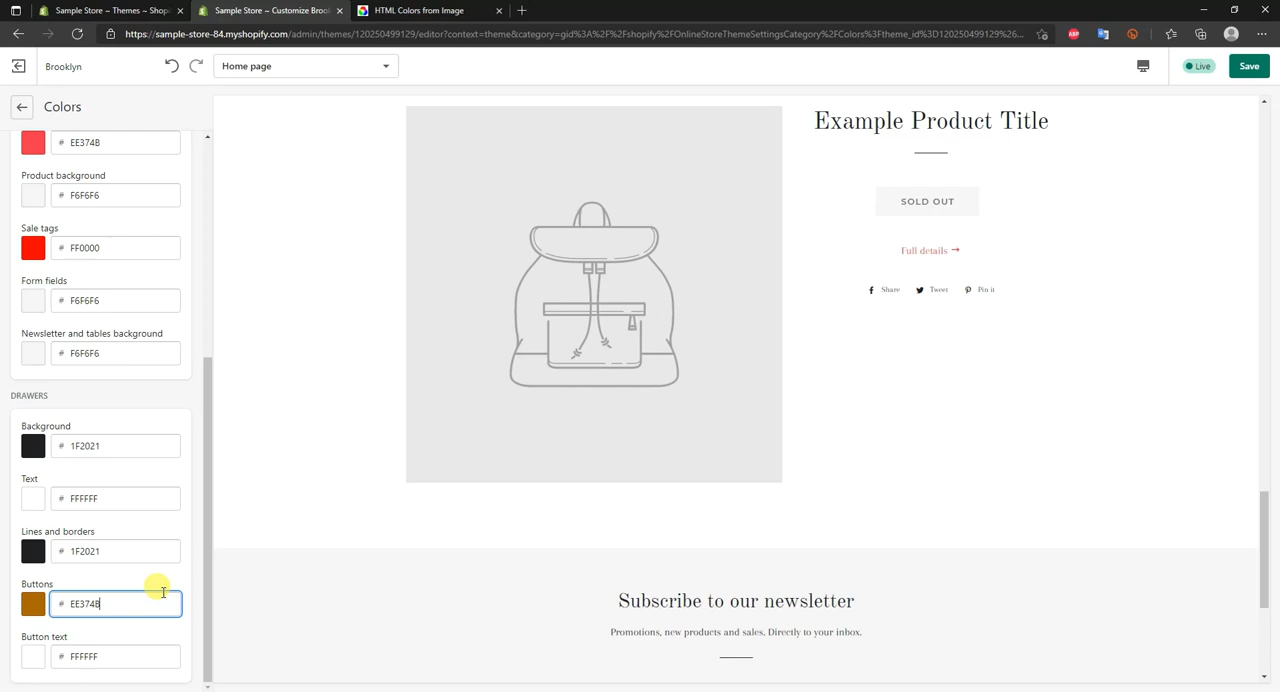 Sample Store ~ Themes ~ Shop
Sample Store ~ Customize Broo
HTML Colors from Image
https://sample-store-84.myshopify.com/admin/themes/120250499129/editor?context=theme&category=gid%3A%2F%2Fshopify%2FOnlineStoreThemeSettingsCategory%2FColors%3Ftheme_id%3D120250499129%26...
ABP
Brooklyn
Home page
Live
Save
Colors
# EE374B
Product background
# F6F6F6
Sale tags
# FF0000
Form fields
# F6F6F6
Newsletter and tables background
# F6F6F6
DRAWERS
Background
# 1F2021
Text
# FFFFFF
Lines and borders
# 1F2021
Buttons
# EE374B
Button text
# FFFFFF
Example Product Title
SOLD OUT
Full details →
Share Tweet Pin it
Subscribe to our newsletter
Promotions, new products and sales. Directly to your inbox.